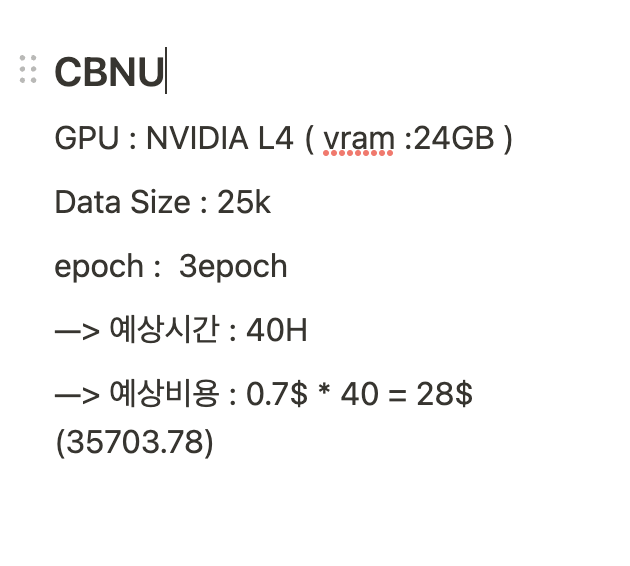 CBNU
GPU : NVIDIA L4 ( vram :24GB )
Data Size : 25k
epoch :  3epoch
—> 예상시간 : 40H
—> 예상비용 : 0.7$ * 40 = 28$
(35703.78)